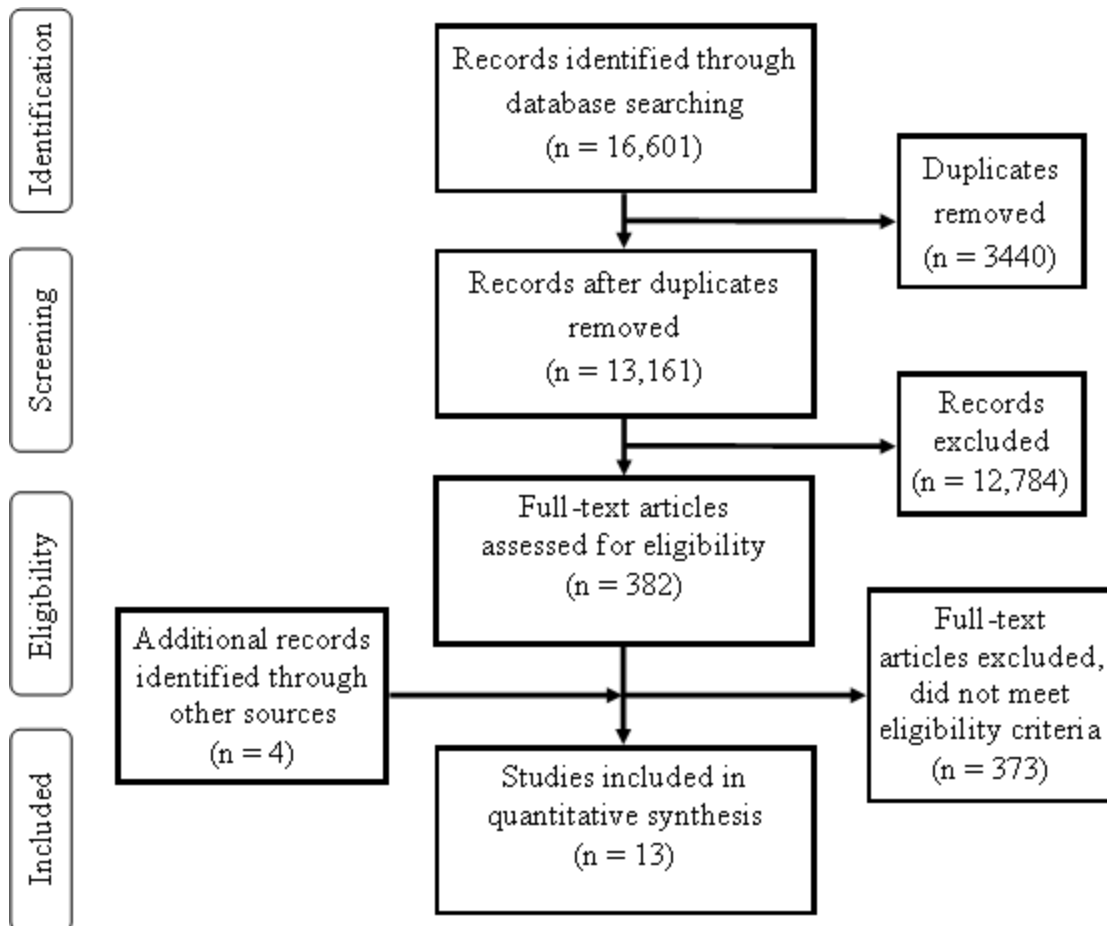 Identification
Records identified through
database searching
(n = 16,601)
Duplicates
removed
(n = 3440)
Screening
Records after duplicates
removed
(n = 13,161)
Records
excluded
(n = 12,784)
Eligibility
Full-text articles
assessed for eligibility
(n = 382)
Additional records
identified through
other sources
(n = 4)
Full-text
articles excluded,
did not meet
eligibility criteria
(n = 373)
Included
Studies included in
quantitative synthesis
(n = 13)